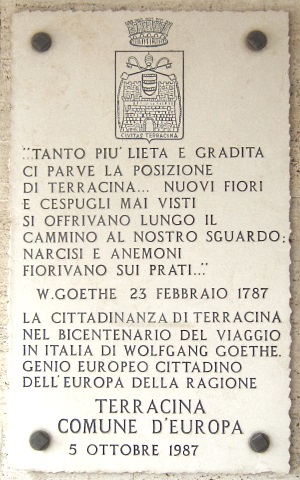 CIVITAS TERRACINA
"...TANTO PIU' LIETA E GRADITA
CI PARVE LA POSIZIONE
DI TERRACINA... NUOVI FIORI
E CESPUGLI MAI VISTI
SI OFFRIVANO LUNGO IL
CAMMINO AL NOSTRO SGUARDO:
NARCISI E ANEMONI
FIORIVANO SUI PRATI..."
W. GOETHE 23 FEBBRAIO 1787
LA CITTADINANZA DI TERRACINA
NEL BICENTENARIO DEL VIAGGIO
IN ITALIA DI WOLFGANG GOETHE.
GENIO EUROPEO CITTADINO
DELL'EUROPA DELLA RAGIONE
TERRACINA
COMUNE D'EUROPA
5 OTTOBRE 1987